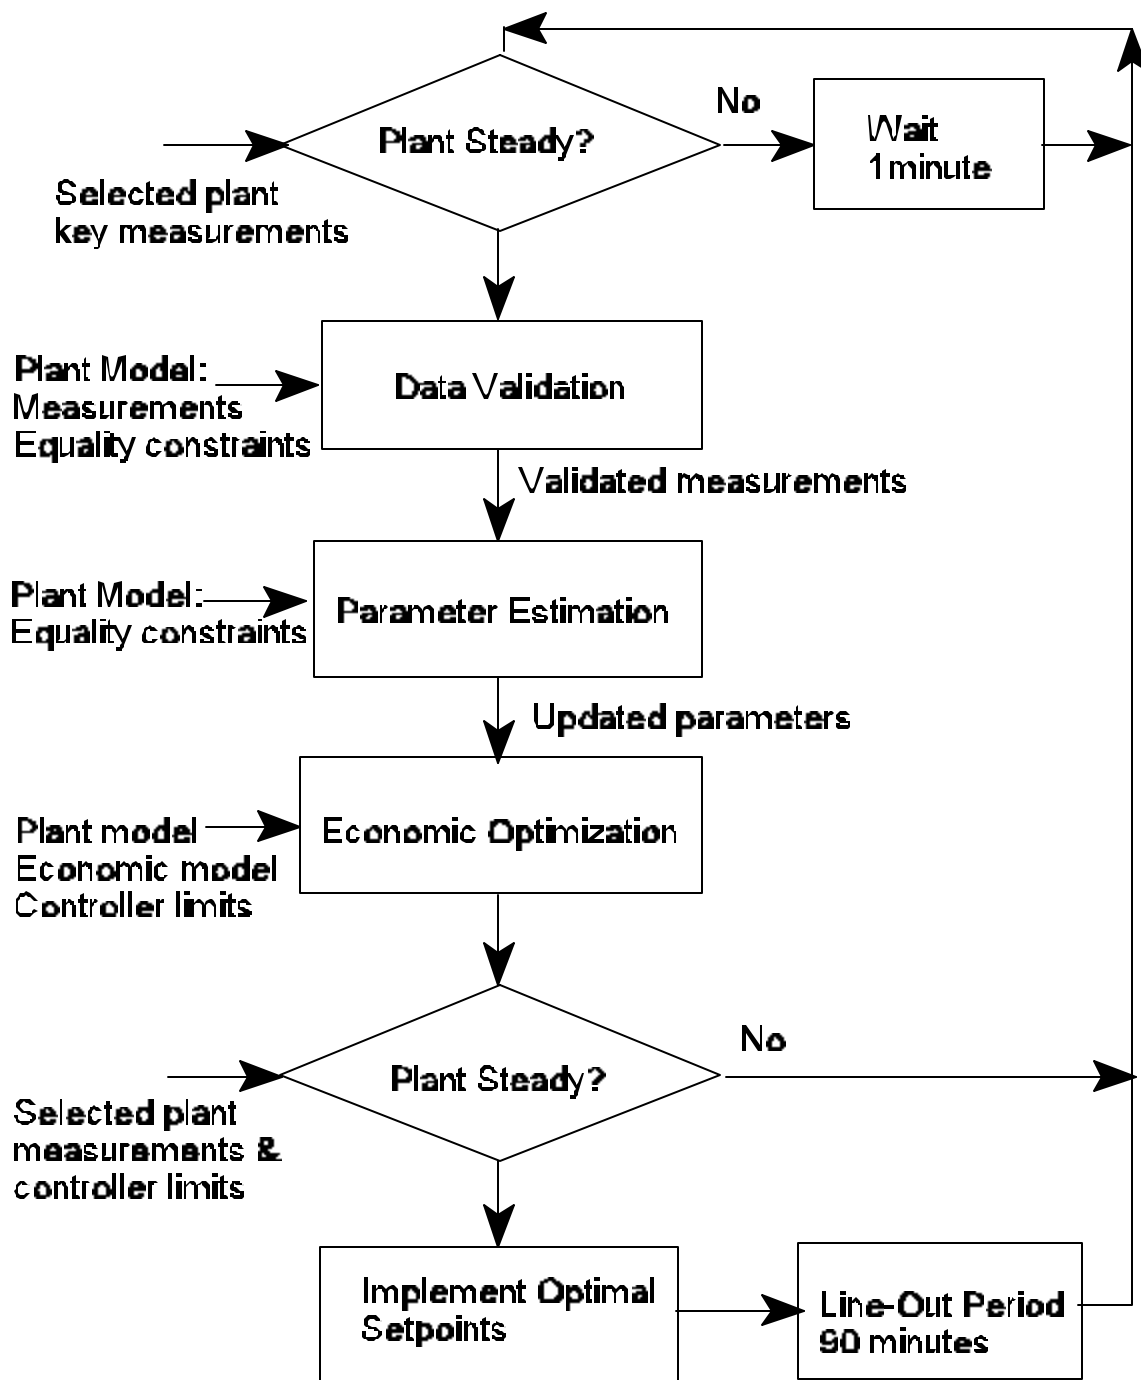 No
Plant Steady?
Wait
1minute
Selected plant
key measurements
Plant Model:
Measurements
Equality constraints
Data Validation
Validated measurements
Plant Model:
Equality constraints
Parameter Estimation
Updated parameters
Plant model
Economic model
Controller limits
Economic Optimization
No
Plant Steady?
Selected plant
measurements &
controller limits
Implement Optimal
Setpoints
Line-Out Period
90 minutes